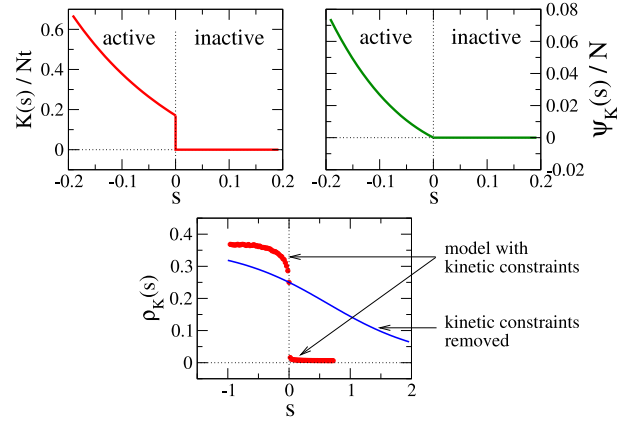 active inactive
K(s) / Nt
0.6
0.4
0.2
0
-0.2 -0.1 0 0.1 0.2
s
active inactive
0.08
0.06
0.04
0.02
0
-0.02
ψK(s) / N
-0.2 -0.1 0 0.1 0.2
s
ρK(s)
0.4
0.3
0.2
0.1
0
-1 0 1 2
s
model with
kinetic constraints
kinetic constraints
removed